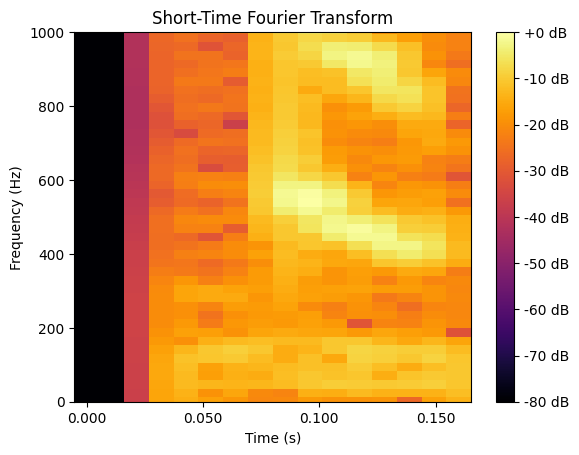 Short-Time Fourier Transform
1000
800
600
400
200
0
Frequency (Hz)
0.000
0.050
0.100
0.150
Time (s)
+0 dB
-10 dB
-20 dB
-30 dB
-40 dB
-50 dB
-60 dB
-70 dB
-80 dB